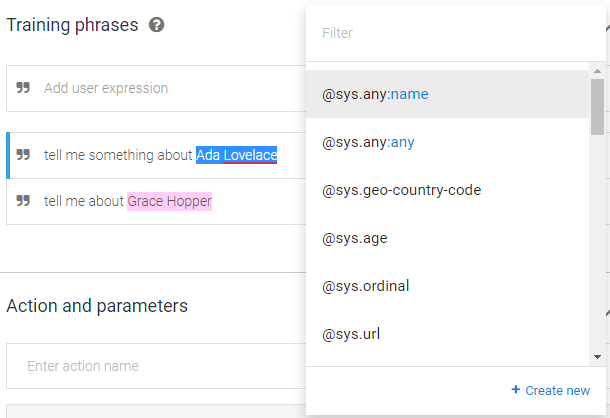 Training phrases ?
Add user expression
tell me something about Ada Lovelace
tell me about Grace Hopper
Action and parameters
Enter action name
Filter
@sys.any:name
@sys.any:any
@sys.geo-country-code
@sys.age
@sys.ordinal
@sys.url
+ Create new